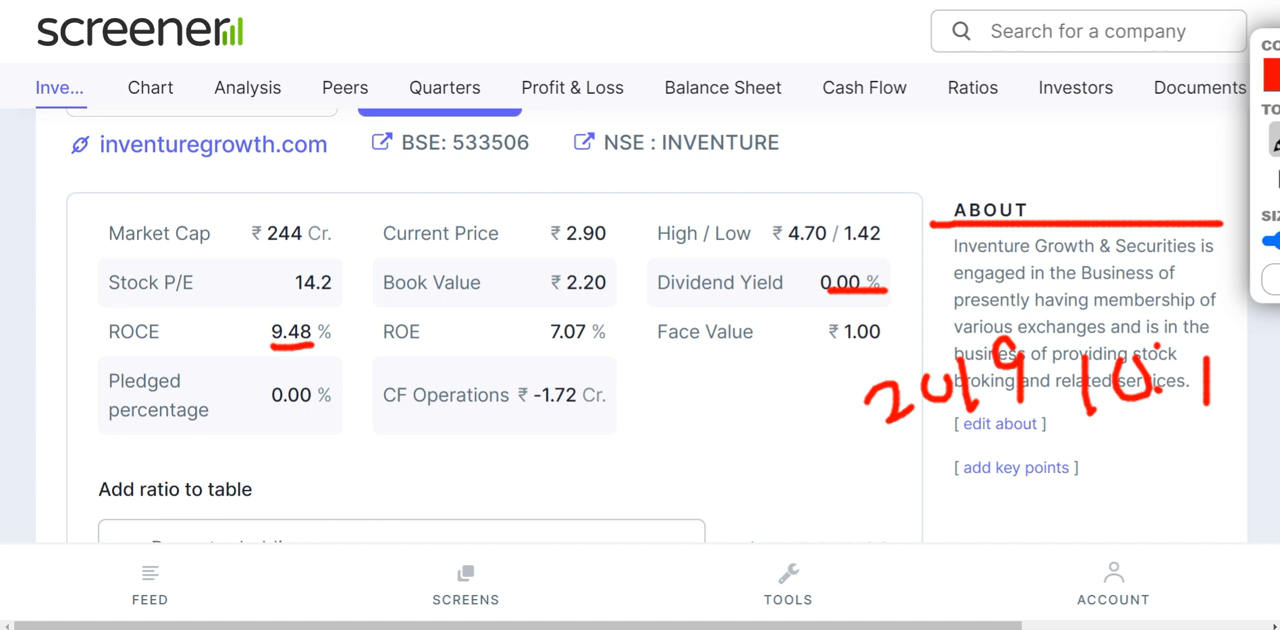 screener
Search for a company
Inve... Chart Analysis Peers Quarters Profit & Loss Balance Sheet Cash Flow Ratios Investors Documents
inventuregrowth.com BSE: 533506 NSE : INVENTURE
Market Cap ₹ 244 Cr. Current Price ₹ 2.90 High / Low ₹ 4.70 / 1.42
Stock P/E 14.2 Book Value ₹ 2.20 Dividend Yield 0.00 %
ROCE 9.48 % ROE 7.07 % Face Value ₹ 1.00
Pledged percentage 0.00 % CF Operations ₹ -1.72 Cr.
Add ratio to table
ABOUT
Inventure Growth & Securities is
engaged in the Business of
presently having membership of
various exchanges and is in the
business of providing stock
broking and related services.
2019 10:1
[ edit about ]
[ add key points ]
FEED SCREENS TOOLS ACCOUNT